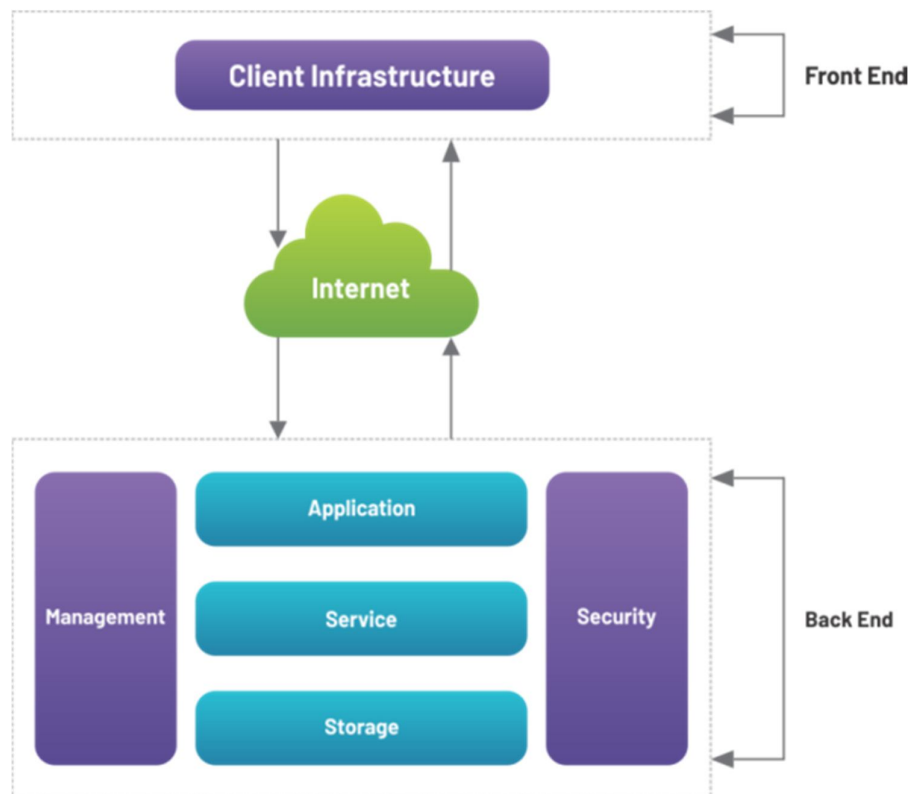 Client Infrastructure
Front End
Internet
Application
Management
Service
Security
Back End
Storage